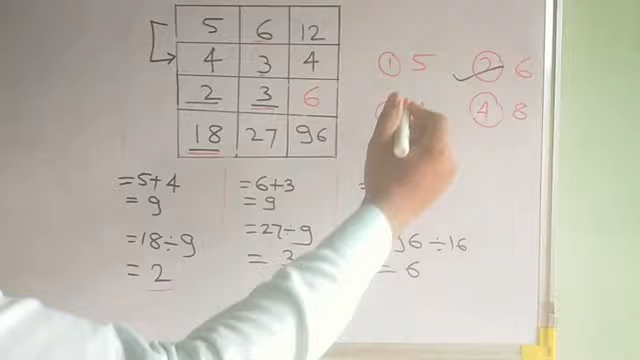 5 6 12
4 3 4
2 3 6
18 27 96
① 5 ② 6
④ 8
=5+4
= 9
=18÷9
= 2
=6+3
= 9
=27÷9
=
=
96 ÷16
= 6